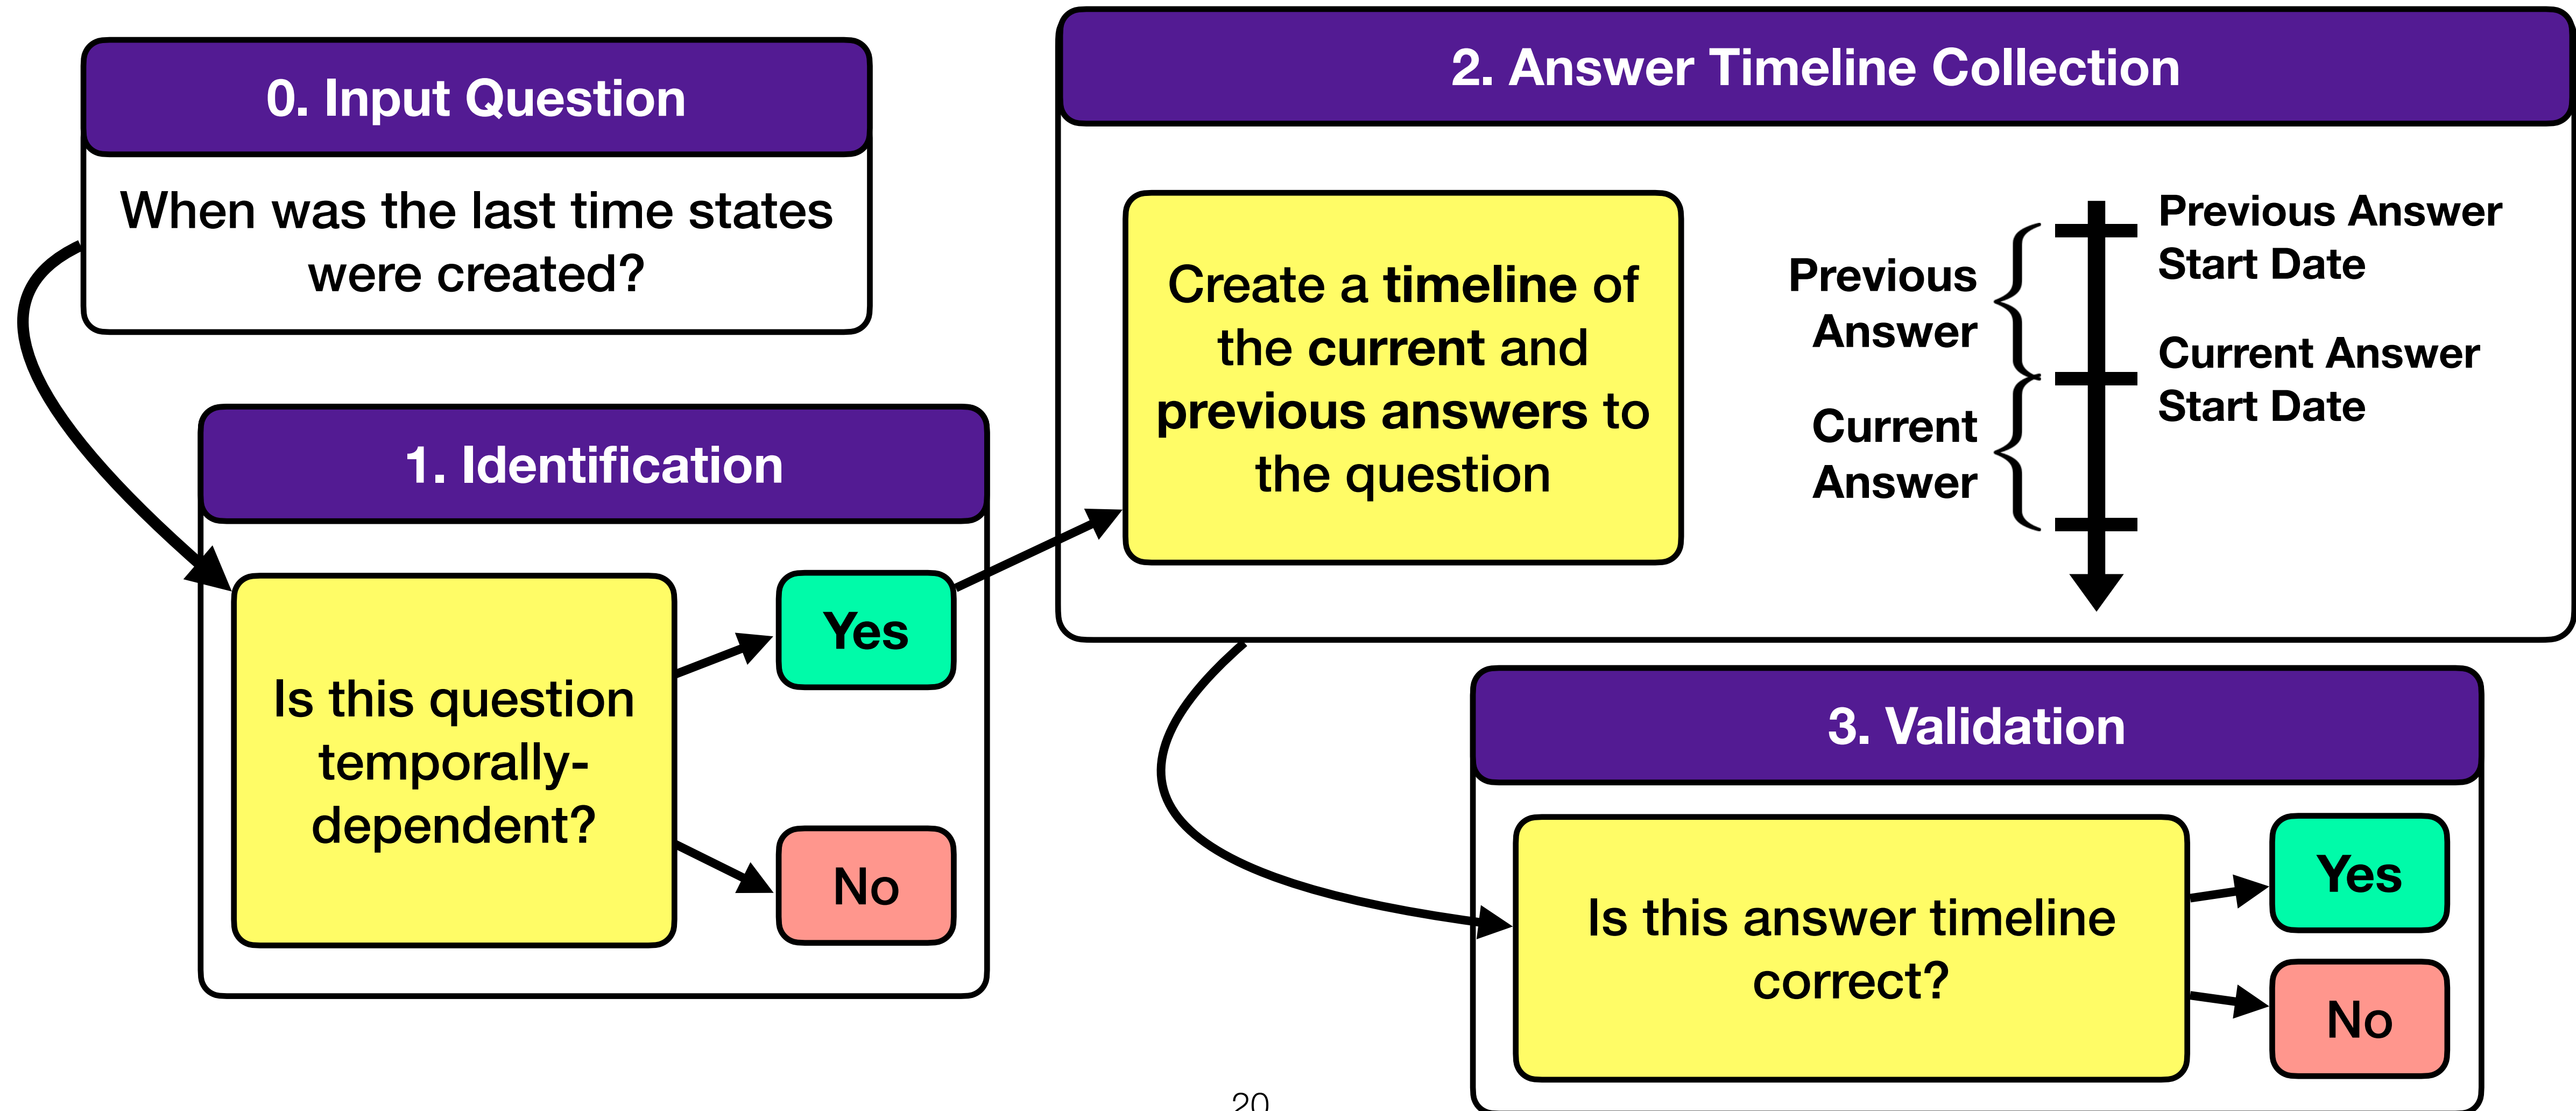 0. Input Question
When was the last time states
were created?
1. Identification
Is this question
temporally-
dependent?
Yes
No
2. Answer Timeline Collection
Create a timeline of
the current and
previous answers to
the question
Previous
Answer
Current
Answer
Previous Answer
Start Date
Current Answer
Start Date
3. Validation
Is this answer timeline
correct?
Yes
No
20